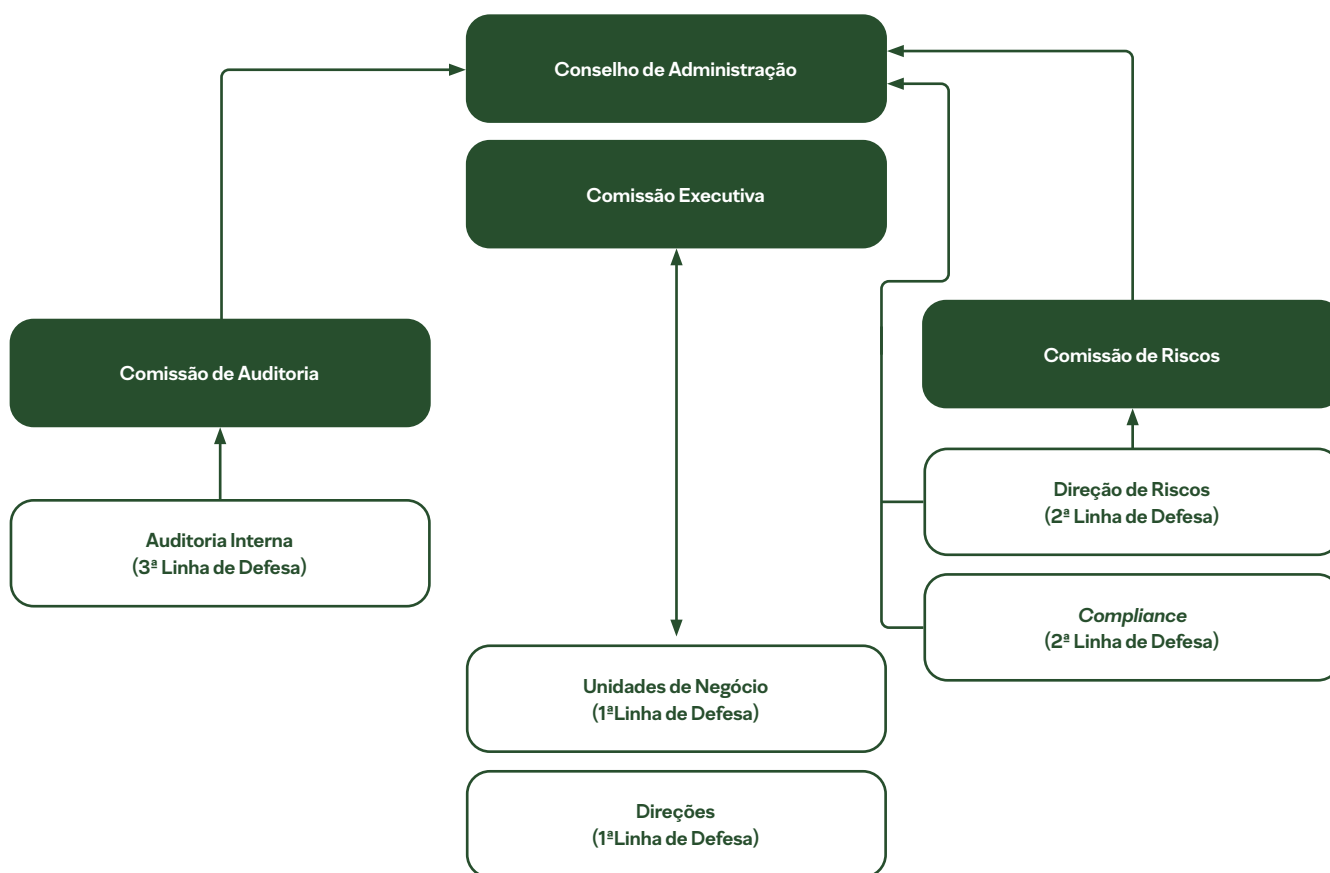 Conselho de Administração
Comissão Executiva
Comissão de Auditoria
Comissão de Riscos
Auditoria Interna
(3ª Linha de Defesa)
Direção de Riscos
(2ª Linha de Defesa)
Compliance
(2ª Linha de Defesa)
Unidades de Negócio
(1ªLinha de Defesa)
Direções
(1ªLinha de Defesa)